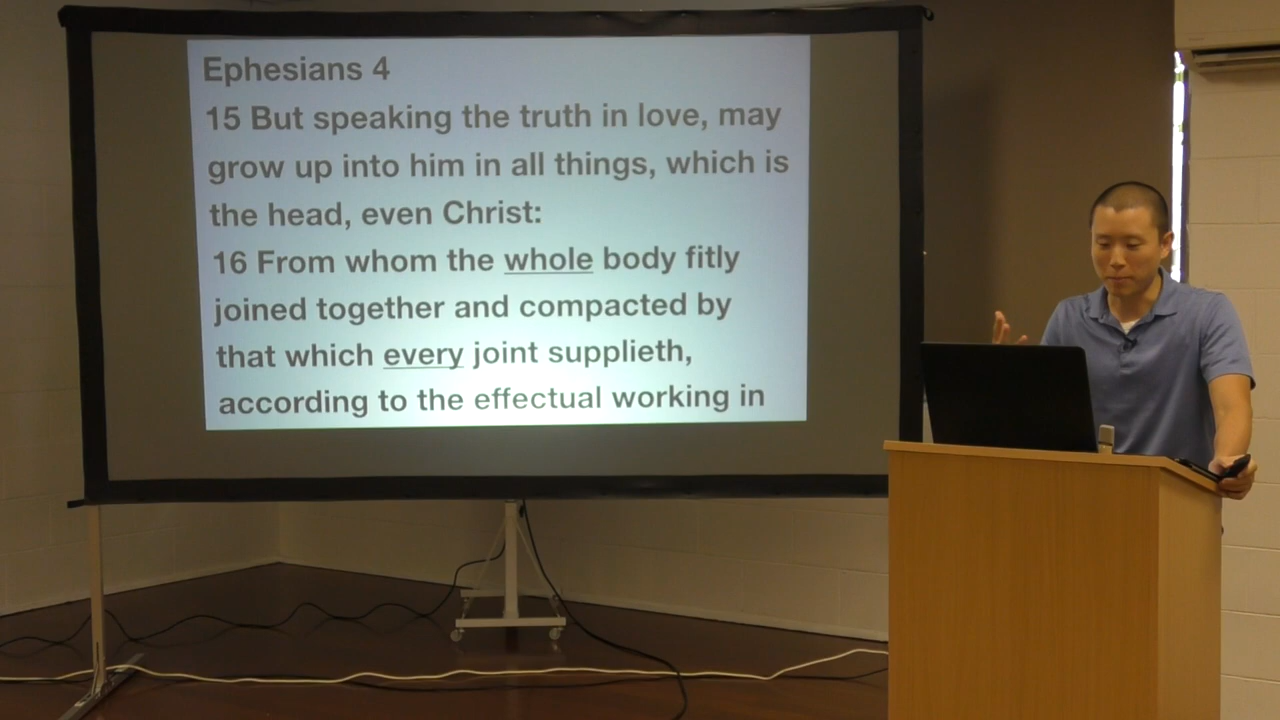 Ephesians 4
15 But speaking the truth in love, may
grow up into him in all things, which is
the head, even Christ:
16 From whom the whole body fitly
joined together and compacted by
that which every joint supplieth,
according to the effectual working in